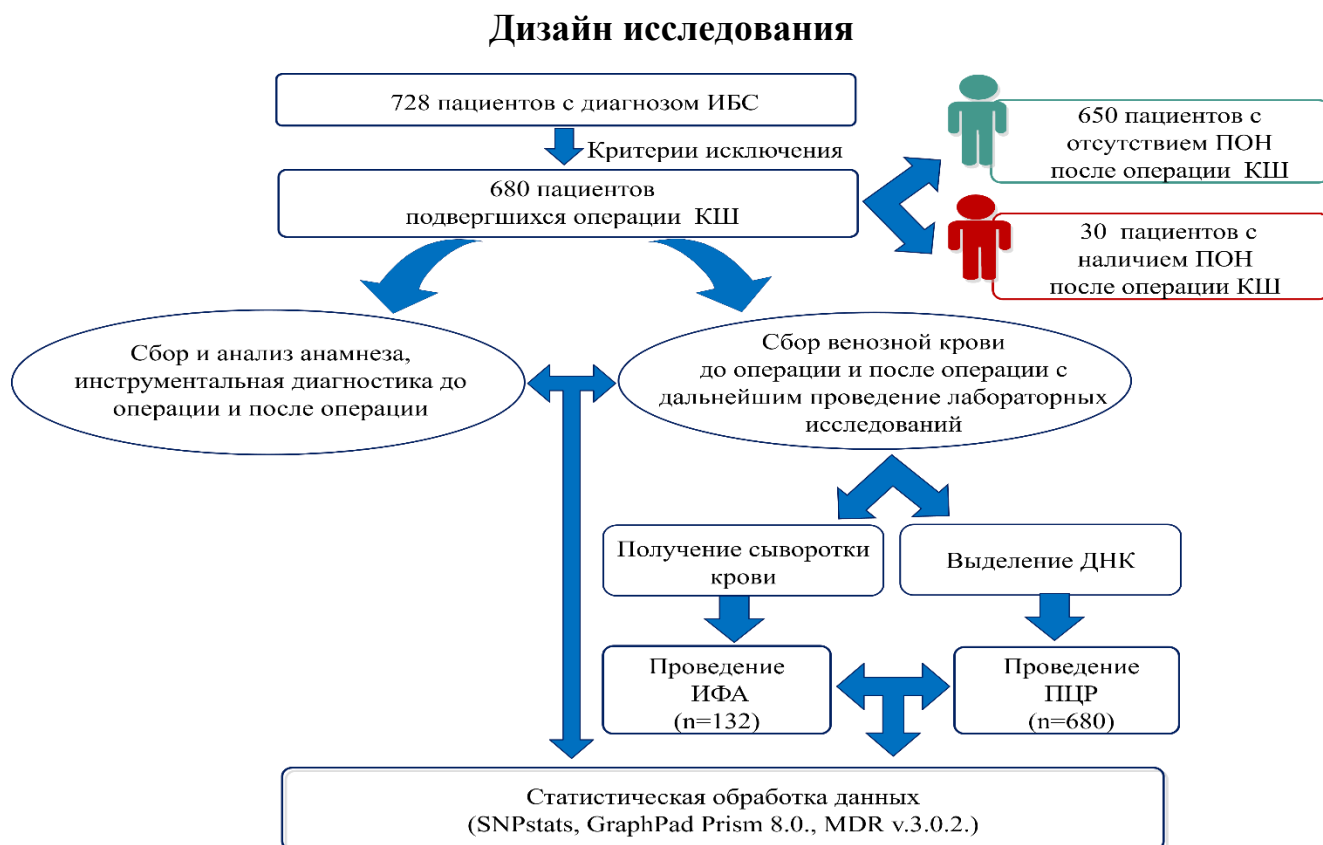 Дизайн исследования
728 пациентов с диагнозом ИБС
Критерии исключения
680 пациентов
подвергшихся операции КШ
650 пациентов с
отсутствием ПОН
после операции КШ
30 пациентов с
наличием ПОН
после операции КШ
Сбор и анализ анамнеза,
инструментальная диагностика до
операции и после операции
Сбор венозной крови
до операции и после операции с
дальнейшим проведение лабораторных
исследований
Получение сыворотки
крови
Выделение ДНК
Проведение
ИФА
(n=132)
Проведение
ПЦР
(n=680)
Статистическая обработка данных
(SNPstats, GraphPad Prism 8.0., MDR v.3.0.2.)